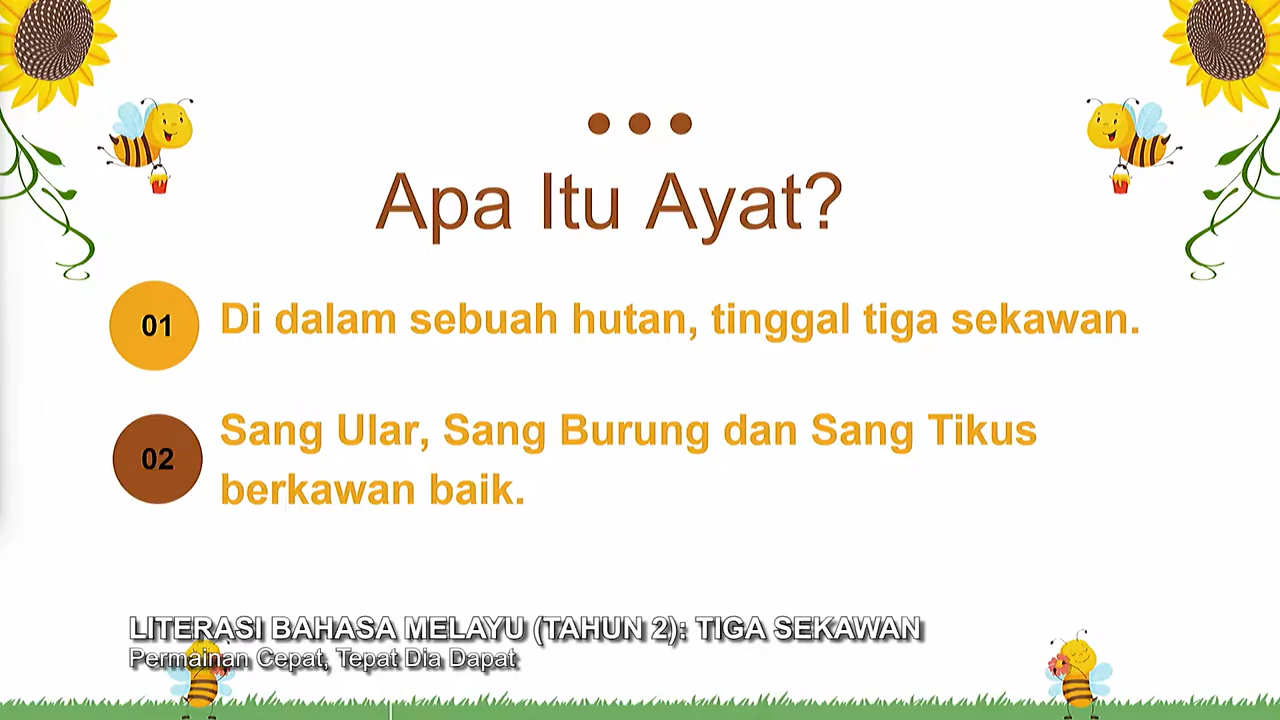 Apa Itu Ayat?
01
Di dalam sebuah hutan, tinggal tiga sekawan.
02
Sang Ular, Sang Burung dan Sang Tikus
berkawan baik.
LITERASI BAHASA MELAYU (TAHUN 2): TIGA SEKAWAN
Permainan Cepat, Tepat Dia Dapat